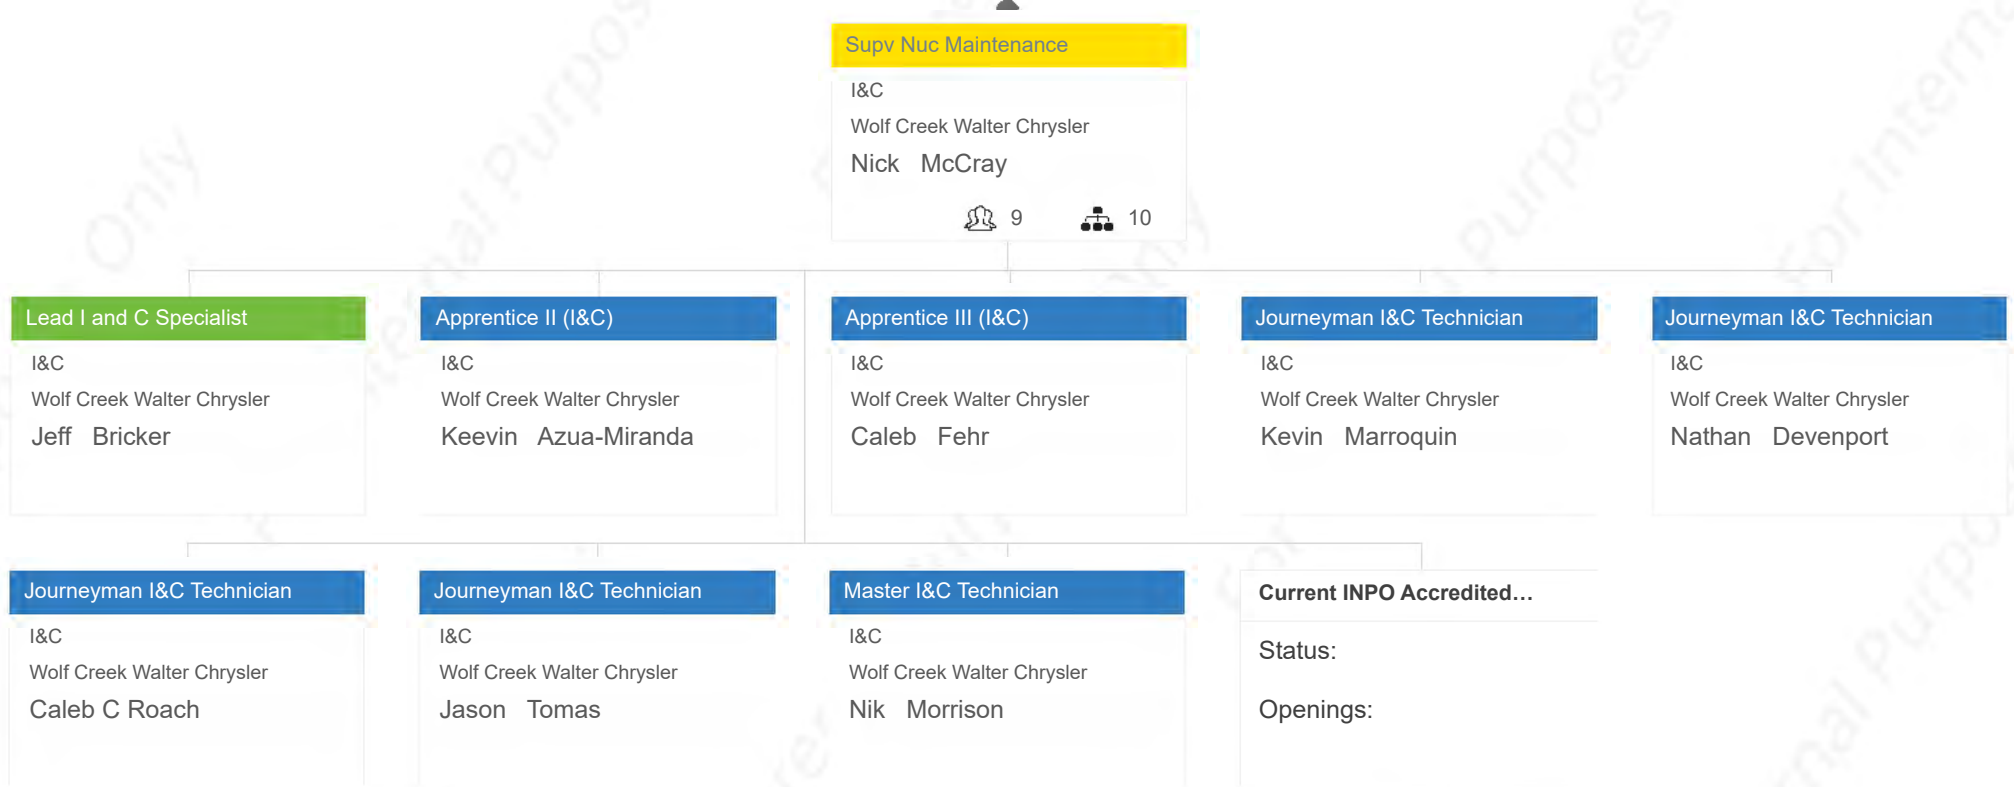 Supv Nuc Maintenance
I&C
Wolf Creek Walter Chrysler
Nick McCray
9 10
Lead I and C Specialist
I&C
Wolf Creek Walter Chrysler
Jeff Bricker
Apprentice II (I&C)
I&C
Wolf Creek Walter Chrysler
Keevin Azua-Miranda
Apprentice III (I&C)
I&C
Wolf Creek Walter Chrysler
Caleb Fehr
Journeyman I&C Technician
I&C
Wolf Creek Walter Chrysler
Kevin Marroquin
Journeyman I&C Technician
I&C
Wolf Creek Walter Chrysler
Nathan Devenport
Journeyman I&C Technician
I&C
Wolf Creek Walter Chrysler
Caleb C Roach
Journeyman I&C Technician
I&C
Wolf Creek Walter Chrysler
Jason Tomas
Master I&C Technician
I&C
Wolf Creek Walter Chrysler
Nik Morrison
Current INPO Accredited...
Status:
Openings: